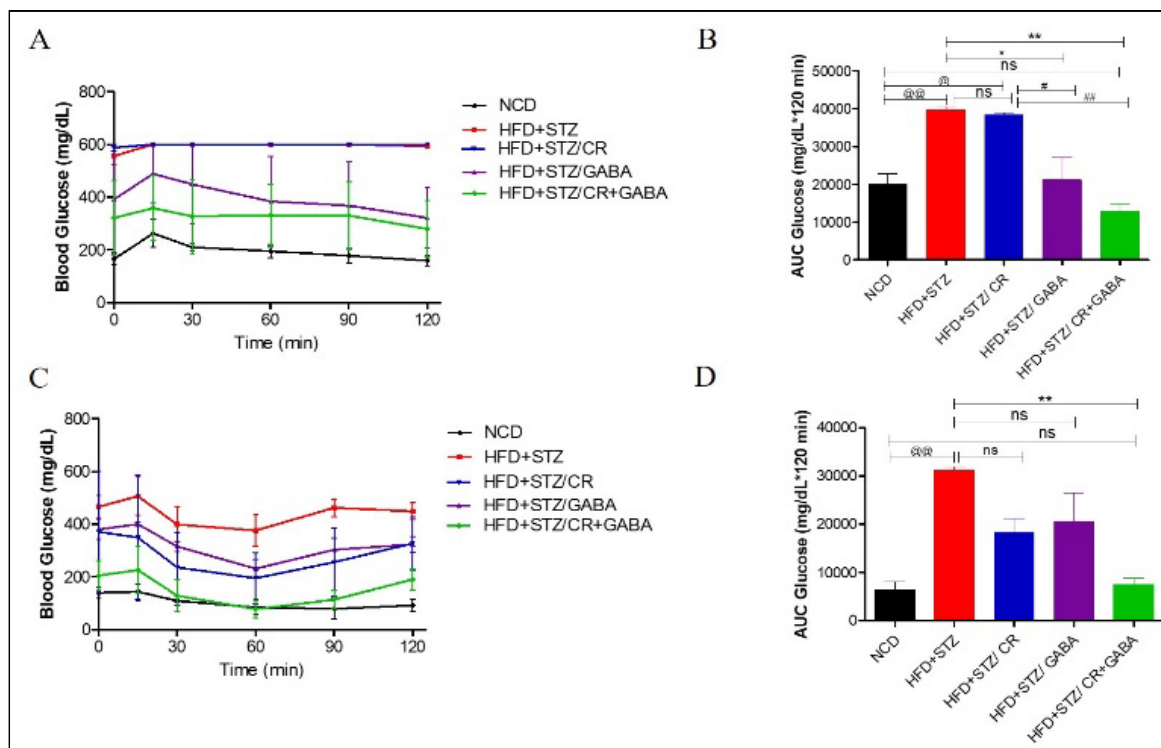 A
Blood Glucose (mg/dL)
800
600
400
200
0
0 30 60 90 120
Time (min)
NCD
HFD+STZ
HFD+STZ/CR
HFD+STZ/GABA
HFD+STZ/CR+GABA
B
AUC Glucose (mg/dL*120 min)
**
*
ns
@
@@ ns # ##
50000
40000
30000
20000
10000
0
NCD
HFD+STZ
HFD+STZ/ CR
HFD+STZ/ GABA
HFD+STZ/ CR+GABA
C
Blood Glucose (mg/dL)
800
600
400
200
0
0 15 30 45 60 75 90 105 120
Time (min)
NCD
HFD+STZ
HFD+STZ/CR
HFD+STZ/GABA
HFD+STZ/CR+GABA
D
AUC Glucose (mg/dL*120 min)
**
ns
ns
@@ ns
40000
30000
20000
10000
0
NCD
HFD+STZ
HFD+STZ/ CR
HFD+STZ/ GABA
HFD+STZ/ CR+GABA